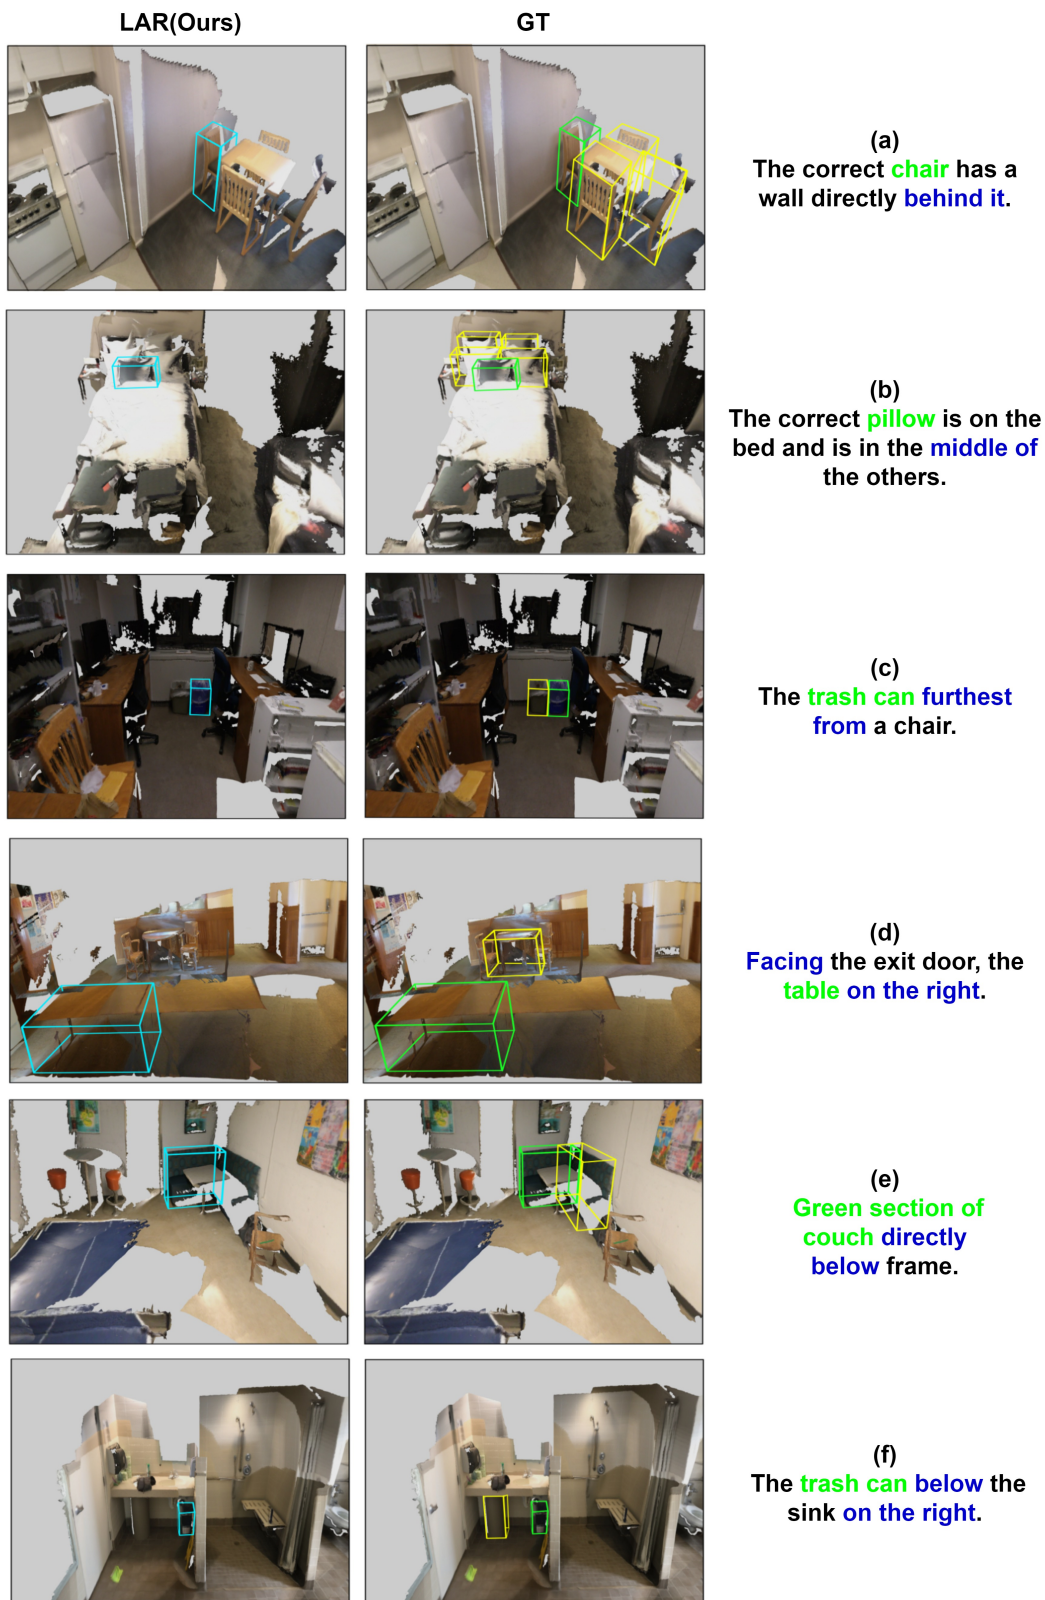 LAR(Ours)
GT
(a)
The correct chair has a
wall directly behind it.
(b)
The correct pillow is on the
bed and is in the middle of
the others.
(c)
The trash can furthest
from a chair.
(d)
Facing the exit door, the
table on the right.
(e)
Green section of
couch directly
below frame.
(f)
The trash can below the
sink on the right.